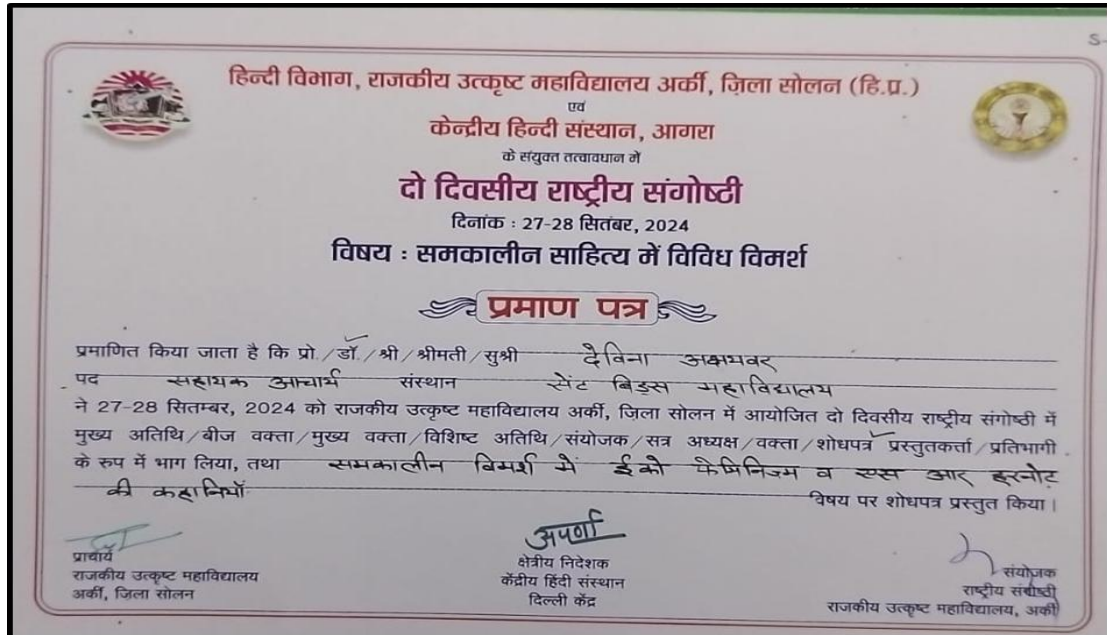 S-
हिन्दी विभाग, राजकीय उत्कृष्ट महाविद्यालय अर्की, ज़िला सोलन (हि.प्र.)
एवं
केन्द्रीय हिन्दी संस्थान, आगरा
के संयुक्त तत्वावधान में
दो दिवसीय राष्ट्रीय संगोष्ठी
दिनांक : 27-28 सितंबर, 2024
विषय : समकालीन साहित्य में विविध विमर्श
प्रमाण पत्र
प्रमाणित किया जाता है कि प्रो./डॉ./श्री/श्रीमती/सुश्री देविना अक्षयवर
पद सहायक आचार्य संस्थान सेंट बिड्स महाविद्यालय
ने 27-28 सितम्बर, 2024 को राजकीय उत्कृष्ट महाविद्यालय अर्की, ज़िला सोलन में आयोजित दो दिवसीय राष्ट्रीय संगोष्ठी में
मुख्य अतिथि/बीज वक्ता/मुख्य वक्ता/विशिष्ट अतिथि/संयोजक/सत्र अध्यक्ष/वक्ता/शोधपत्र प्रस्तुतकर्ता/प्रतिभागी
के रुप में भाग लिया, तथा समकालीन विमर्श में ईको फेमिनिज्म व एस आर हरनोट
की कहानियाँ विषय पर शोधपत्र प्रस्तुत किया।
प्राचार्य
राजकीय उत्कृष्ट महाविद्यालय
अर्की, ज़िला सोलन
अपर्णा
क्षेत्रीय निदेशक
केंद्रीय हिंदी संस्थान
दिल्ली केंद्र
संयोजक
राष्ट्रीय संगोष्ठी
राजकीय उत्कृष्ट महाविद्यालय, अर्की